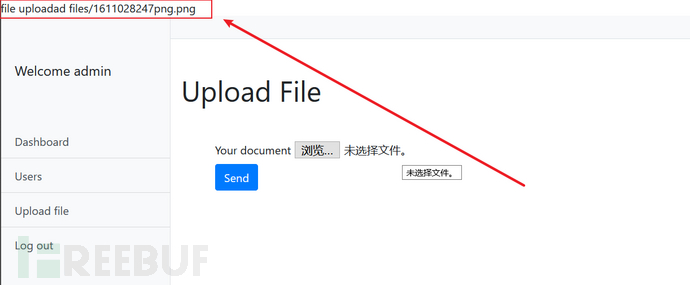 file uploadad files/1611028247png.png
Welcome admin
Upload File
Dashboard
Your document 浏览... 未选择文件。
Send
未选择文件。
Users
Upload file
Log out
REEBUF